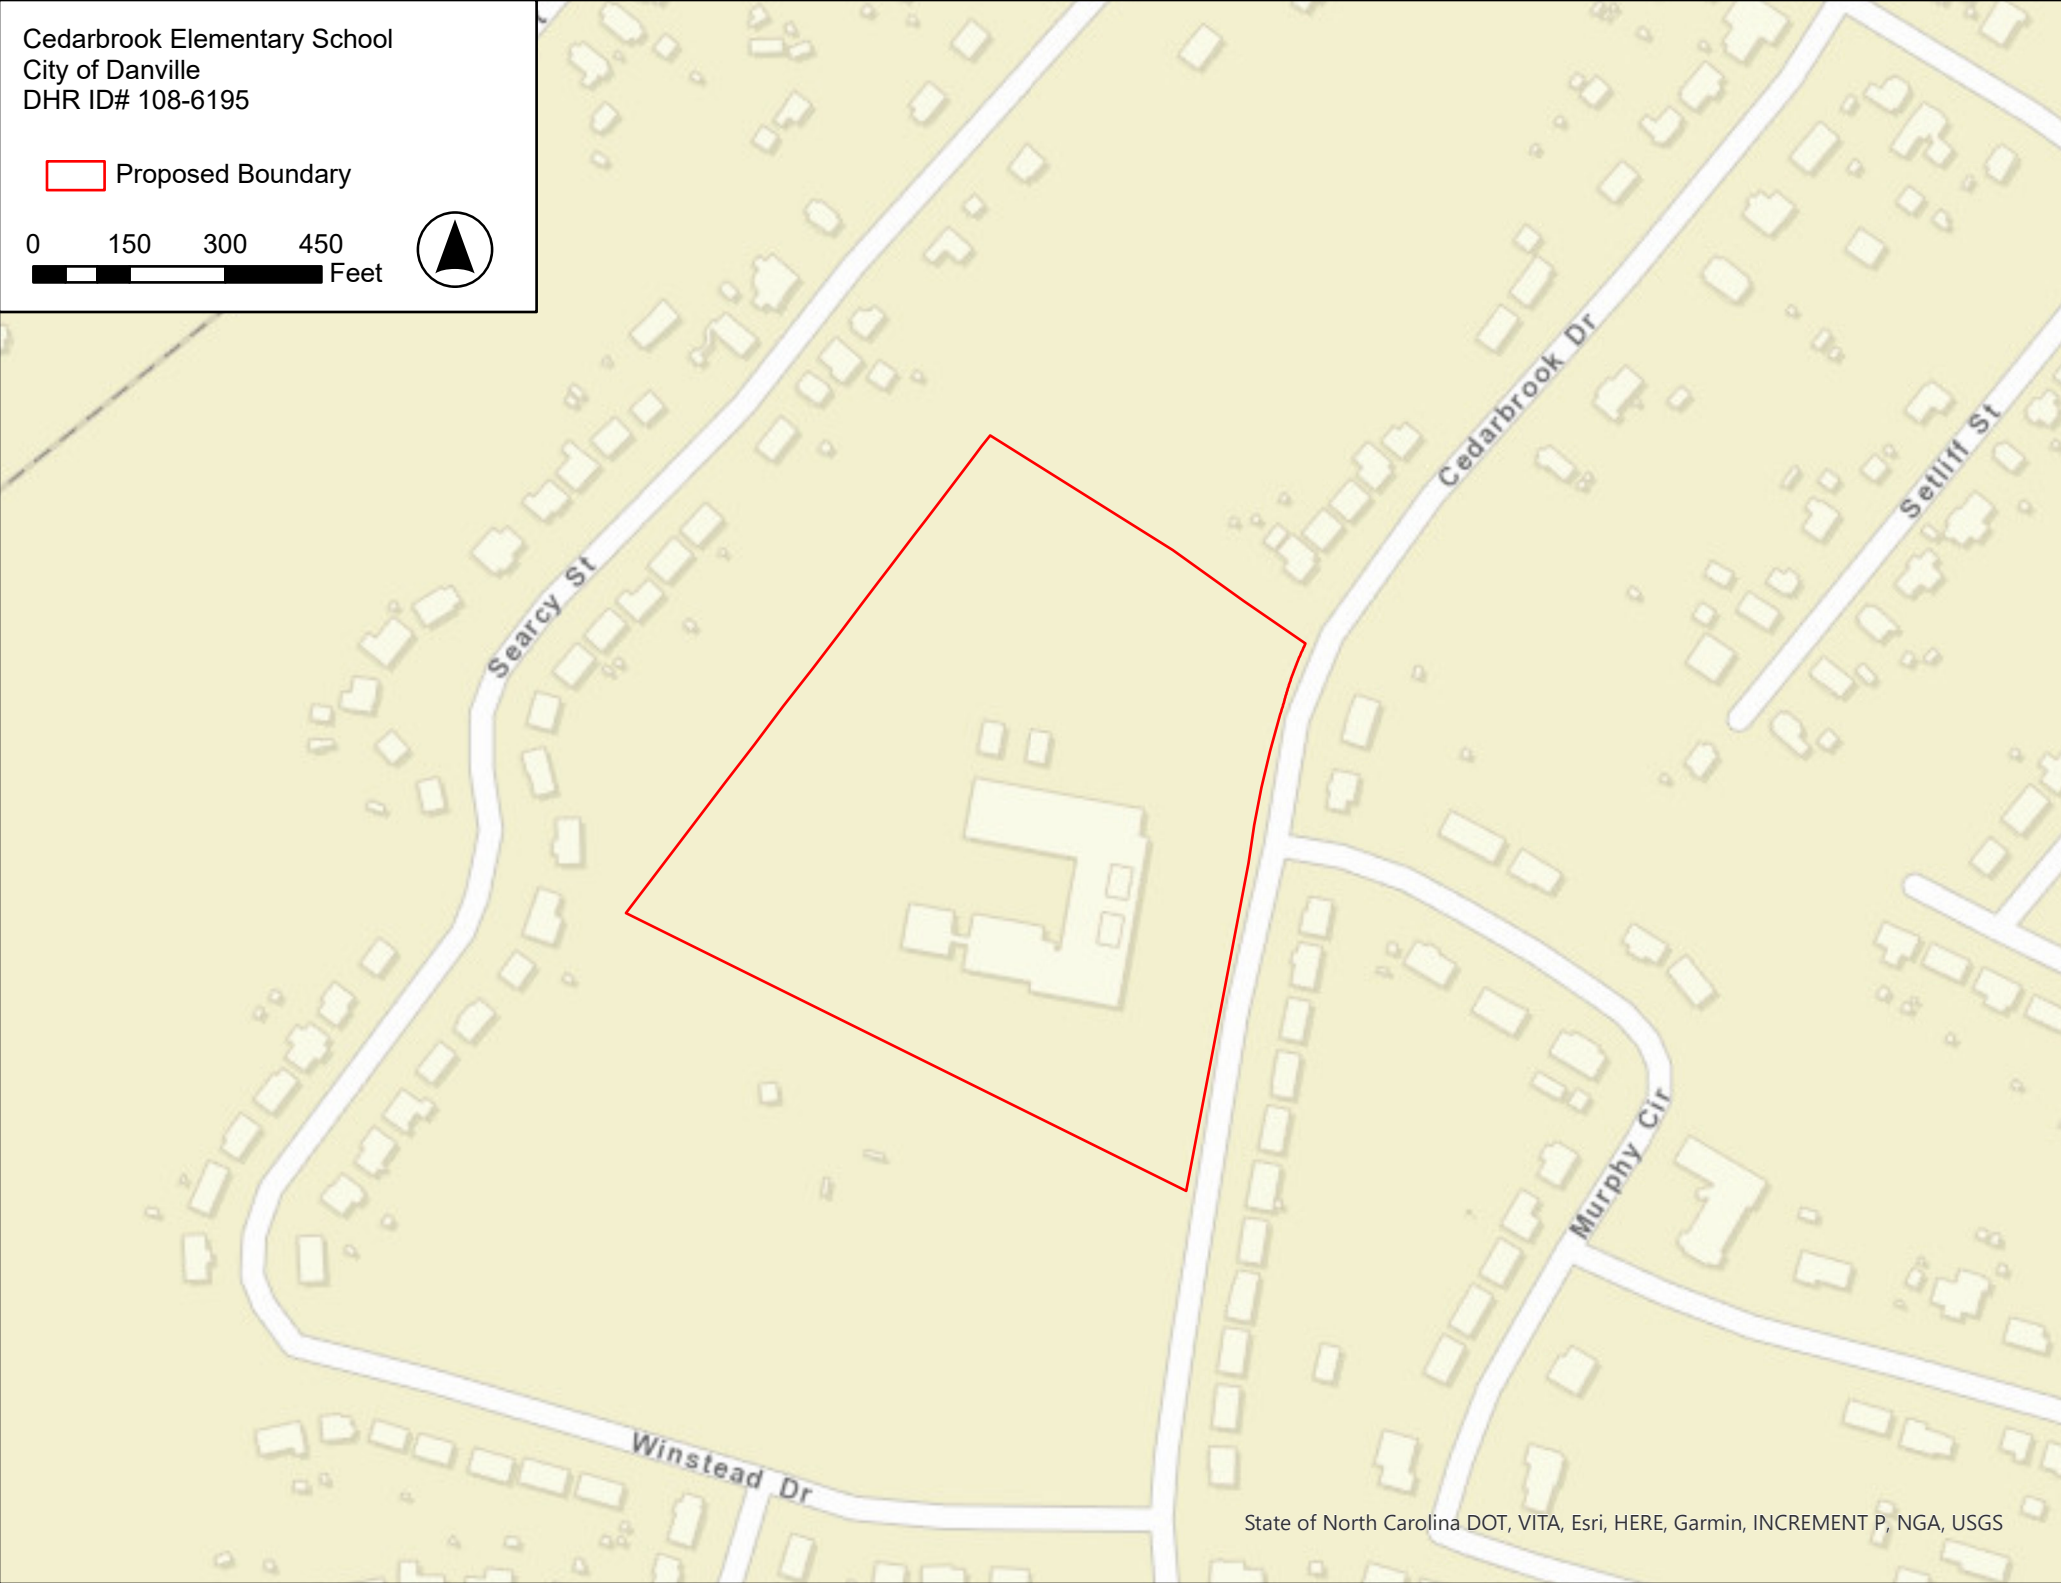 Cedarbrook Elementary School
City of Danville
DHR ID# 108-6195
Proposed Boundary
0 150 300 450
Feet
Cedarbrook Dr
Setliff St
Searcy St
Murphy Cir
Winstead Dr
State of North Carolina DOT, VITA, Esri, HERE, Garmin, INCREMENT P, NGA, USGS